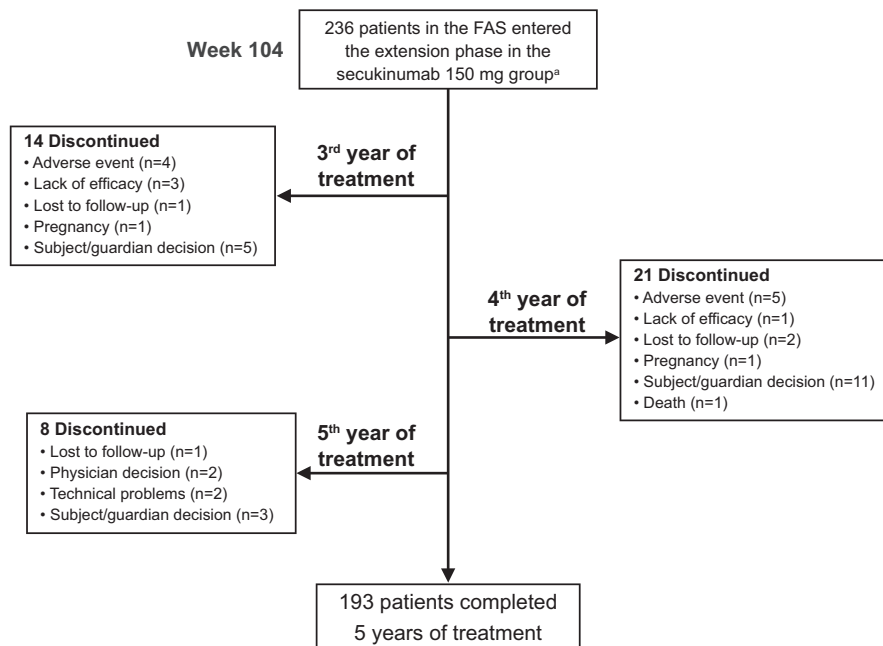 Week 104
236 patients in the FAS entered
the extension phase in the
secukinumab 150 mg groupᵃ
14 Discontinued
• Adverse event (n=4)
• Lack of efficacy (n=3)
• Lost to follow-up (n=1)
• Pregnancy (n=1)
• Subject/guardian decision (n=5)
3ʳᵈ year of
treatment
4ᵗʰ year of
treatment
21 Discontinued
• Adverse event (n=5)
• Lack of efficacy (n=1)
• Lost to follow-up (n=2)
• Pregnancy (n=1)
• Subject/guardian decision (n=11)
• Death (n=1)
8 Discontinued
• Lost to follow-up (n=1)
• Physician decision (n=2)
• Technical problems (n=2)
• Subject/guardian decision (n=3)
5ᵗʰ year of
treatment
193 patients completed
5 years of treatment